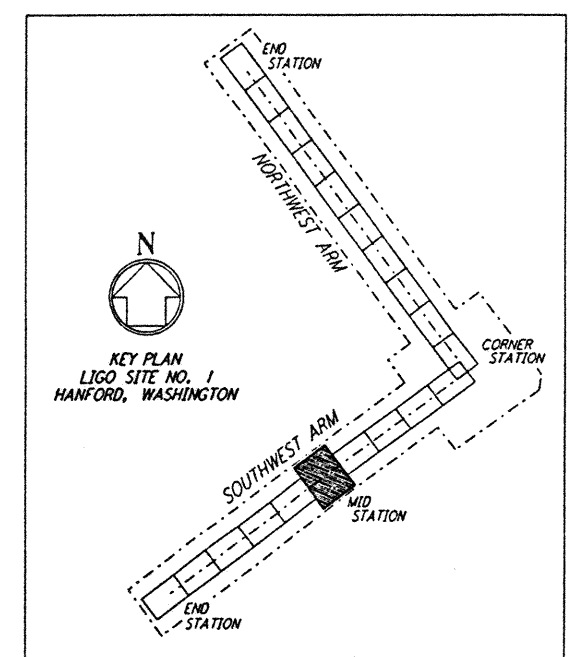 END
STATION
NORTHWEST ARM
N
KEY PLAN
LIGO SITE NO. 1
HANFORD, WASHINGTON
CORNER
STATION
SOUTHWEST ARM
MID
STATION
END
STATION